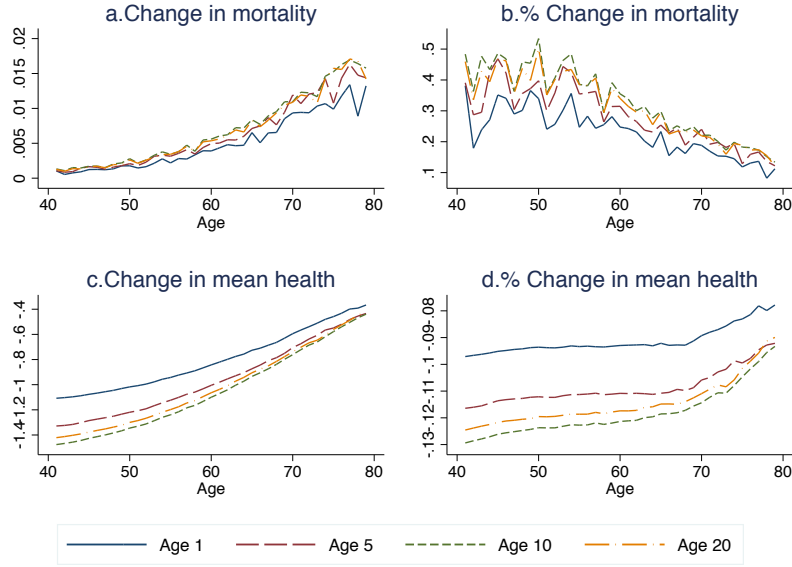 a.Change in mortality
.02
.015
.01
.005
0
40 50 60 70 80
Age
b.% Change in mortality
.5
.4
.3
.2
.1
40 50 60 70 80
Age
c.Change in mean health
-.4
-.6
-.8
-1
-1.2
-1.4
40 50 60 70 80
Age
d.% Change in mean health
-.08
-.09
-.1
-.11
-.12
-.13
40 50 60 70 80
Age
Age 1 Age 5 Age 10 Age 20